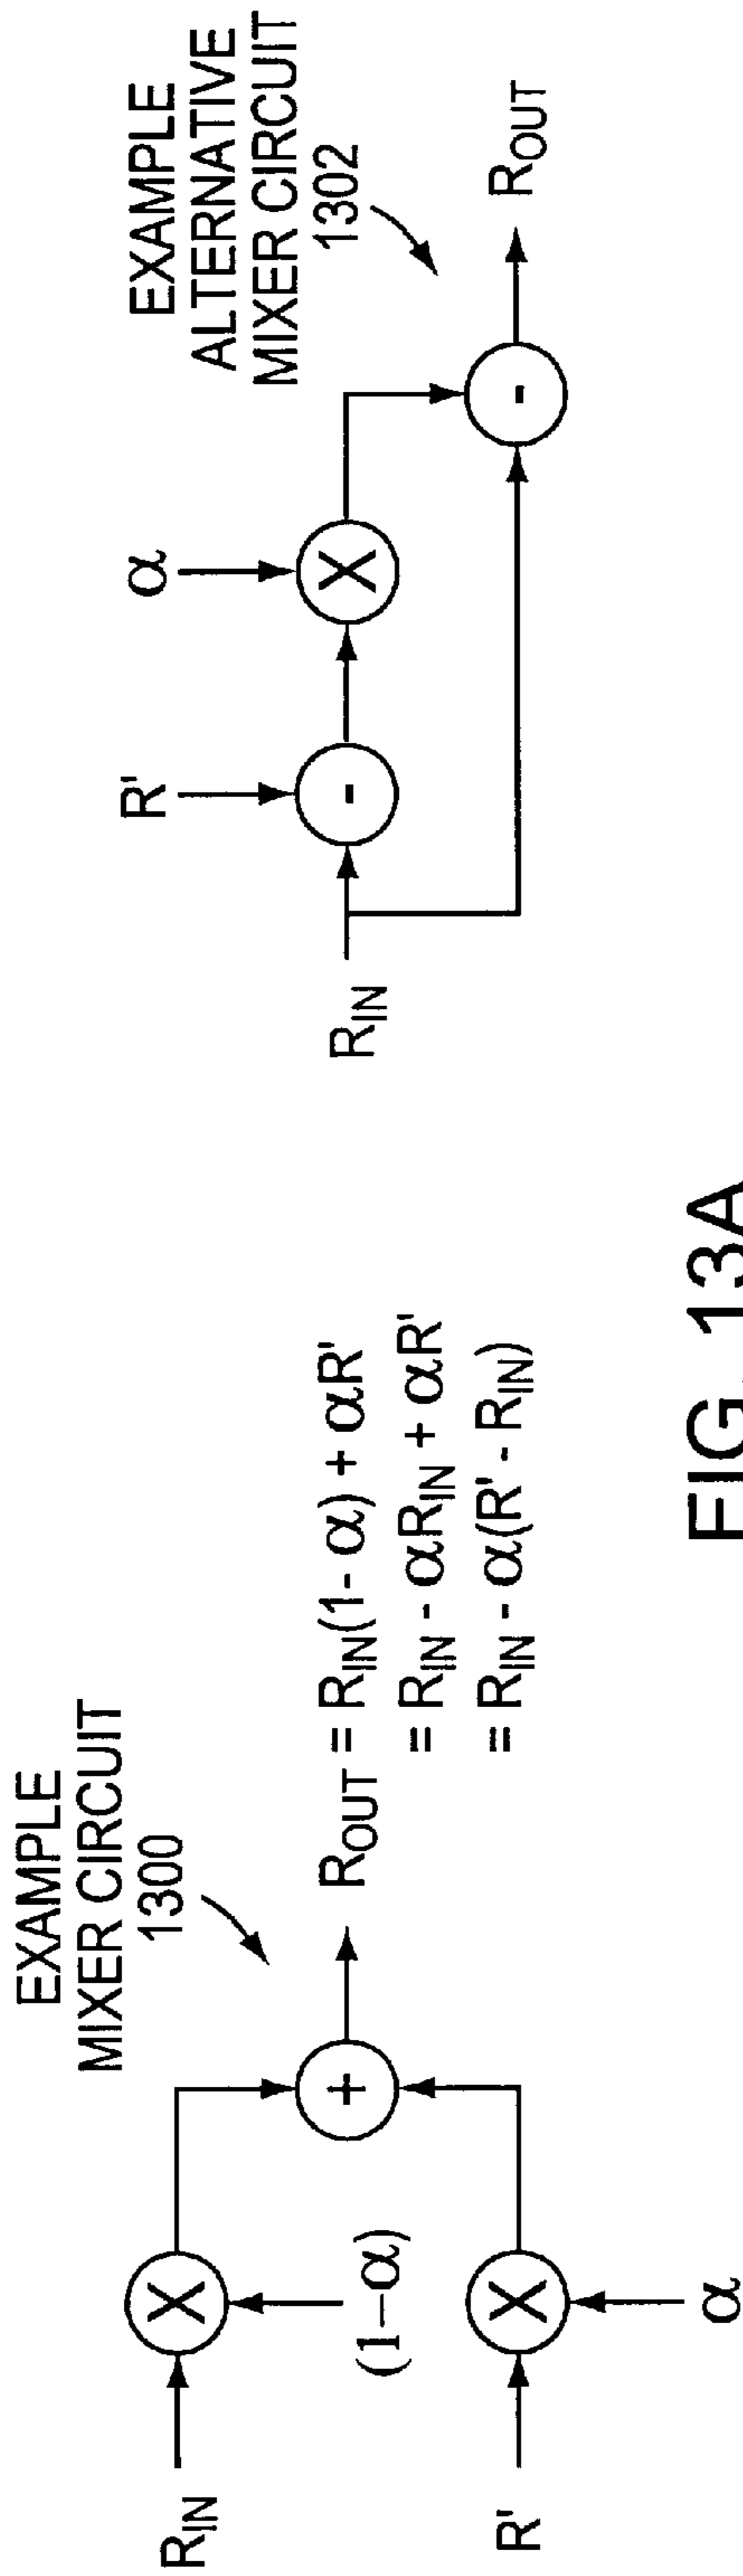 EXAMPLE
MIXER CIRCUIT
1300
R_IN
X
(1–α)
+
R'
X
α
R_OUT = R_IN(1- α) + αR'
= R_IN - αR_IN + αR'
= R_IN - α(R' - R_IN)
EXAMPLE
ALTERNATIVE
MIXER CIRCUIT
1302
R'
α
R_IN
-
X
-
R_OUT
FIG. 13A